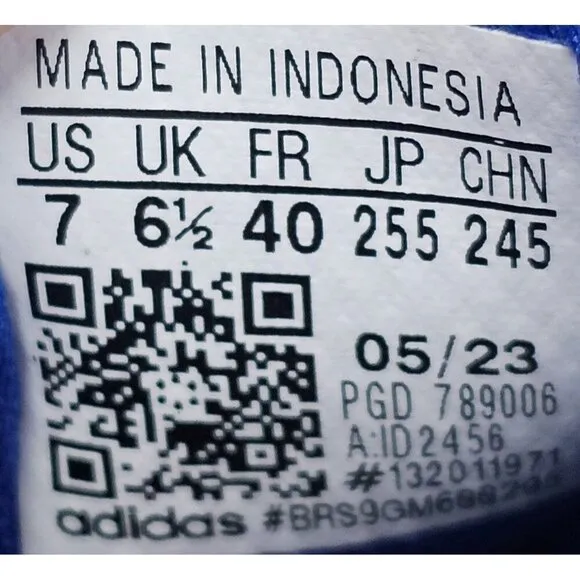 MADE IN INDONESIA
US UK FR JP CHN
7 6½ 40 255 245
05/23
PGD 789006
A:ID2456
#132011971
adidas